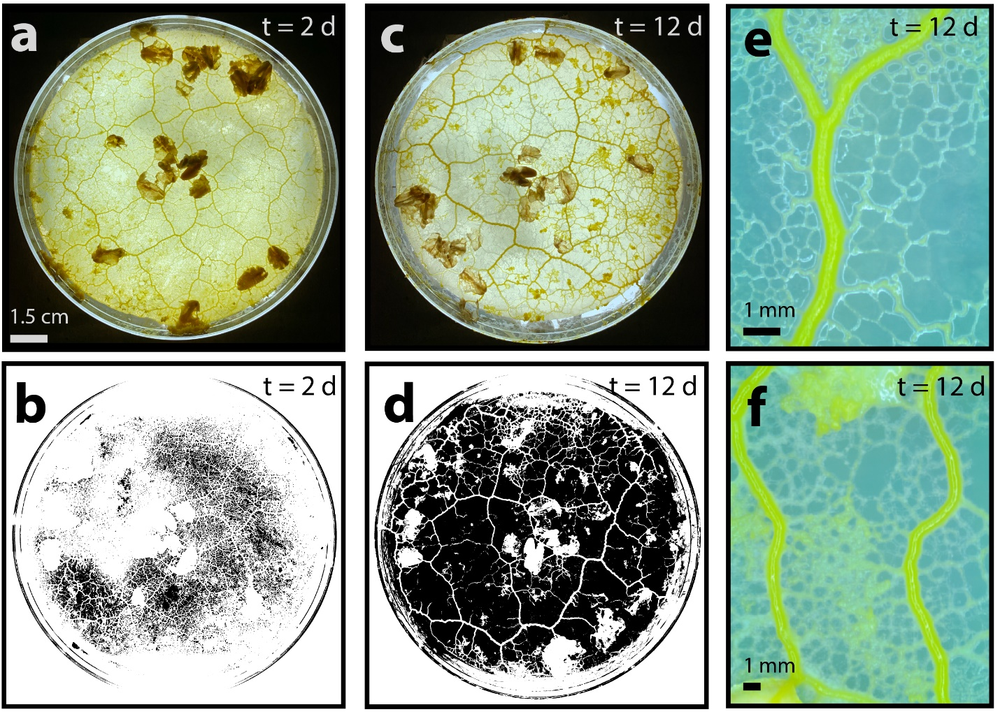 a
t = 2 d
1.5 cm
c
t = 12 d
e
t = 12 d
1 mm
b
t = 2 d
d
t = 12 d
f
t = 12 d
1 mm